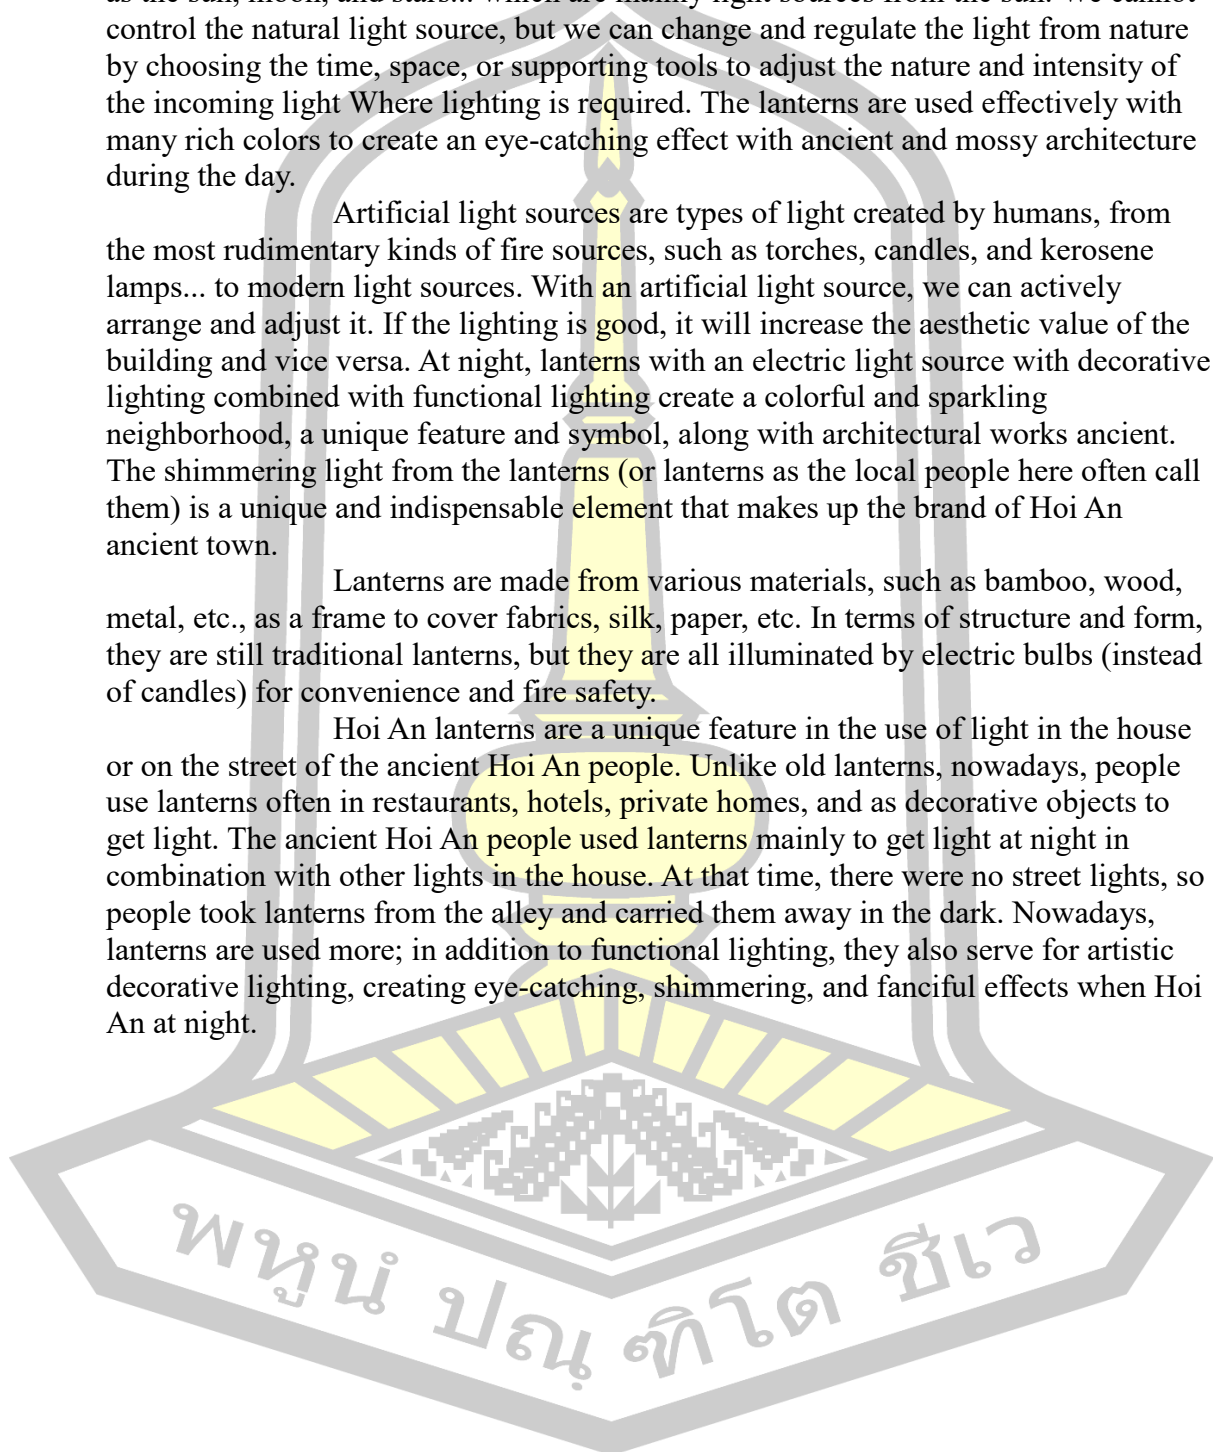 as the sun, moon, and stars... which are mainly light sources from the sun. We cannot
control the natural light source, but we can change and regulate the light from nature
by choosing the time, space, or supporting tools to adjust the nature and intensity of
the incoming light Where lighting is required. The lanterns are used effectively with
many rich colors to create an eye-catching effect with ancient and mossy architecture
during the day.
Artificial light sources are types of light created by humans, from
the most rudimentary kinds of fire sources, such as torches, candles, and kerosene
lamps... to modern light sources. With an artificial light source, we can actively
arrange and adjust it. If the lighting is good, it will increase the aesthetic value of the
building and vice versa. At night, lanterns with an electric light source with decorative
lighting combined with functional lighting create a colorful and sparkling
neighborhood, a unique feature and symbol, along with architectural works ancient.
The shimmering light from the lanterns (or lanterns as the local people here often call
them) is a unique and indispensable element that makes up the brand of Hoi An
ancient town.
Lanterns are made from various materials, such as bamboo, wood,
metal, etc., as a frame to cover fabrics, silk, paper, etc. In terms of structure and form,
they are still traditional lanterns, but they are all illuminated by electric bulbs (instead
of candles) for convenience and fire safety.
Hoi An lanterns are a unique feature in the use of light in the house
or on the street of the ancient Hoi An people. Unlike old lanterns, nowadays, people
use lanterns often in restaurants, hotels, private homes, and as decorative objects to
get light. The ancient Hoi An people used lanterns mainly to get light at night in
combination with other lights in the house. At that time, there were no street lights, so
people took lanterns from the alley and carried them away in the dark. Nowadays,
lanterns are used more; in addition to functional lighting, they also serve for artistic
decorative lighting, creating eye-catching, shimmering, and fanciful effects when Hoi
An at night.
พหูนํ ปณฺฑิโต ชีเว